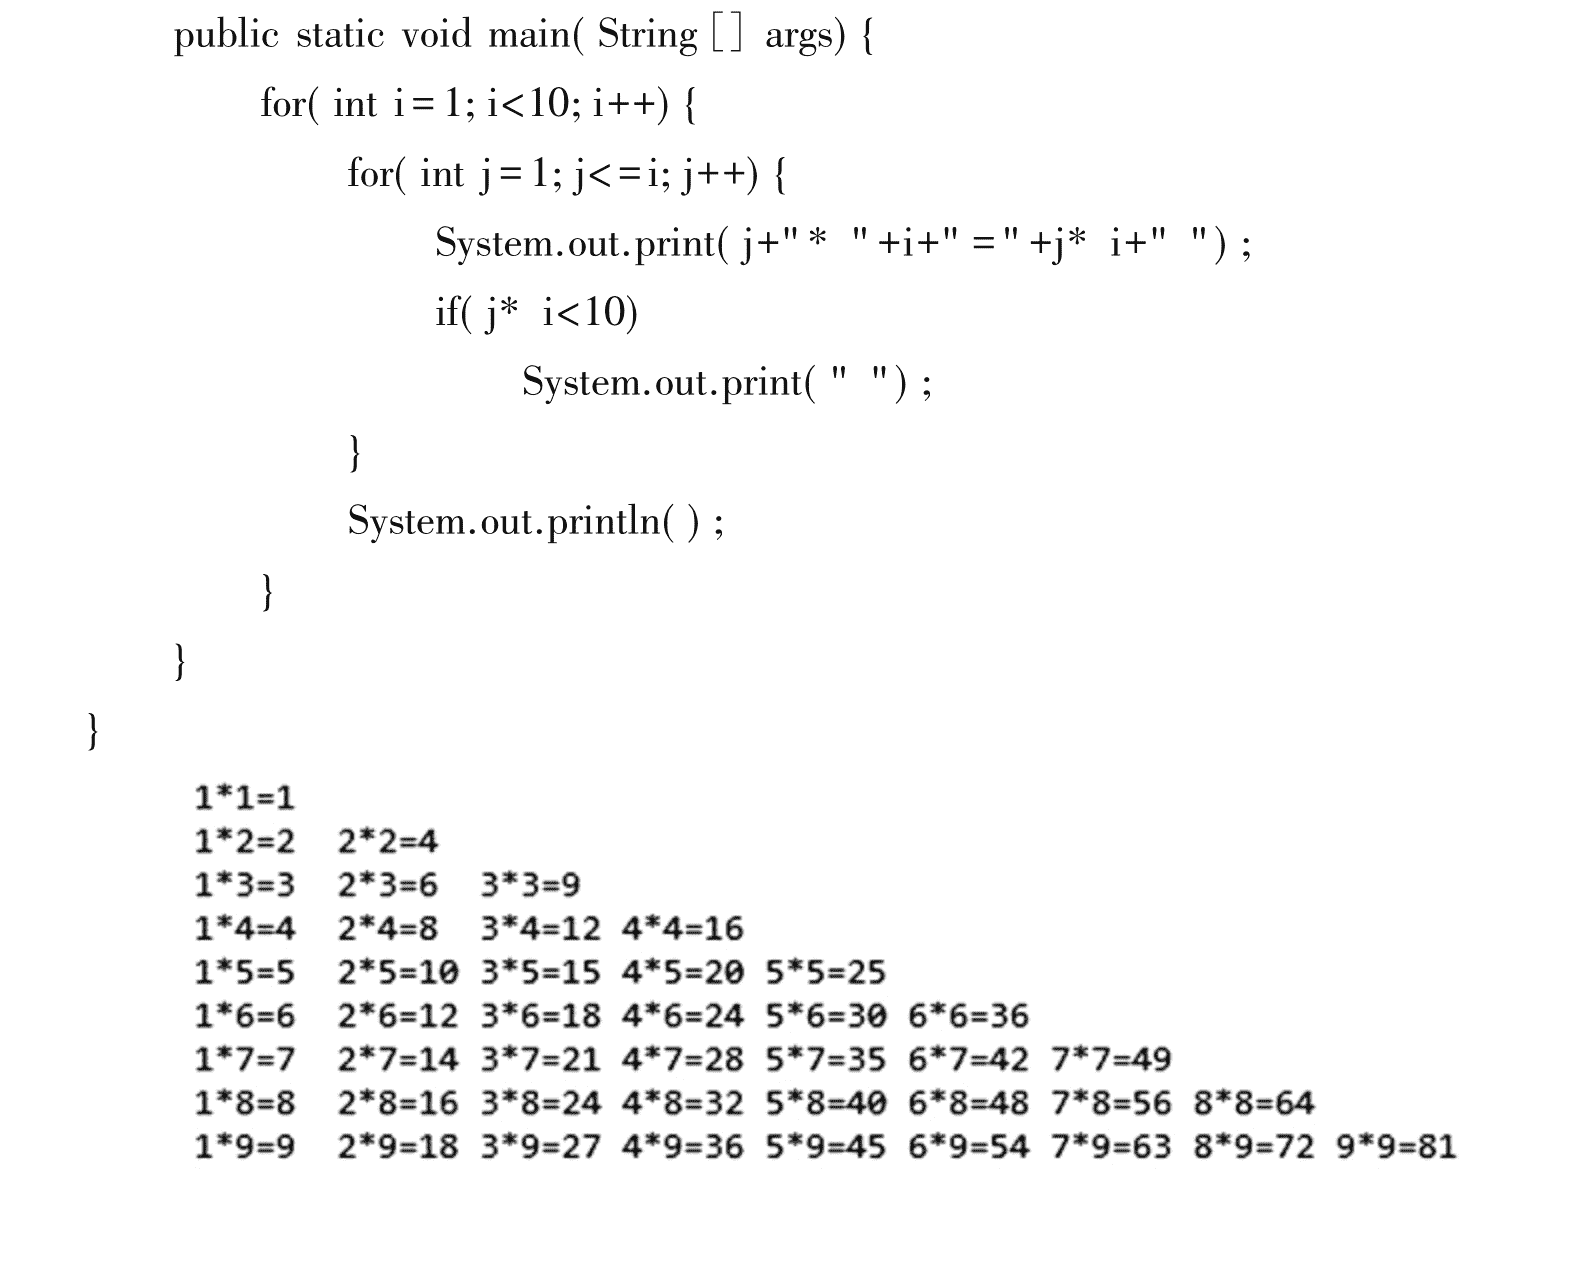 public static void main( String [] args) {
for( int i = 1; i<10; i++) {
for( int j = 1; j<=i; j++) {
System.out.print( j+" * "+i+" = "+j* i+" ") ;
if( j* i<10)
System.out.print( " ") ;
}
System.out.println( ) ;
}
}
}
1*1=1
1*2=2 2*2=4
1*3=3 2*3=6 3*3=9
1*4=4 2*4=8 3*4=12 4*4=16
1*5=5 2*5=10 3*5=15 4*5=20 5*5=25
1*6=6 2*6=12 3*6=18 4*6=24 5*6=30 6*6=36
1*7=7 2*7=14 3*7=21 4*7=28 5*7=35 6*7=42 7*7=49
1*8=8 2*8=16 3*8=24 4*8=32 5*8=40 6*8=48 7*8=56 8*8=64
1*9=9 2*9=18 3*9=27 4*9=36 5*9=45 6*9=54 7*9=63 8*9=72 9*9=81